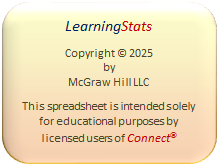 LearningStats
Copyright © 2025
by
McGraw Hill LLC
This spreadsheet is intended solely
for educational purposes by
licensed users of Connect®